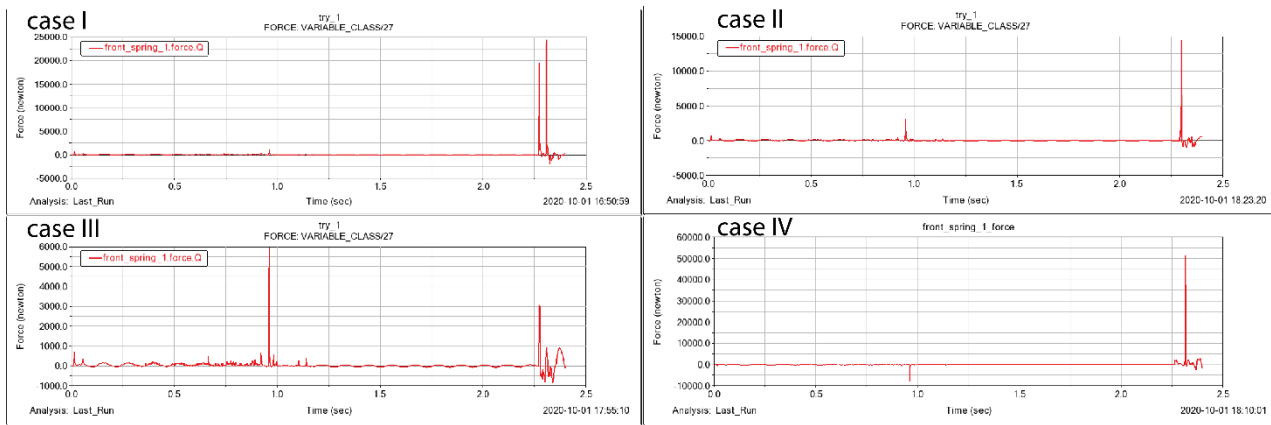 case I
try_1
FORCE: VARIABLE_CLASS/27
front_spring_1.force.Q
Force (newton)
25000.0
20000.0
15000.0
10000.0
5000.0
0.0
-5000.0
0.0 0.5 1.0 1.5 2.0 2.5
Analysis: Last_Run Time (sec) 2020-10-01 16:50:59
case II
try_1
FORCE: VARIABLE_CLASS/27
front_spring_1.force.Q
Force (newton)
15000.0
10000.0
5000.0
0.0
-5000.0
0.0 0.5 1.0 1.5 2.0 2.5
Analysis: Last_Run Time (sec) 2020-10-01 18:23:20
case III
try_1
FORCE: VARIABLE_CLASS/27
front_spring_1.force.Q
Force (newton)
6000.0
5000.0
4000.0
3000.0
2000.0
1000.0
0.0
-1000.0
0.0 0.5 1.0 1.5 2.0 2.5
Analysis: Last_Run Time (sec) 2020-10-01 17:55:10
case IV
front_spring_1_force
Force (newton)
60000.0
50000.0
40000.0
30000.0
20000.0
10000.0
0.0
-10000.0
0.0 0.5 1.0 1.5 2.0 2.5
Analysis: Last_Run Time (sec) 2020-10-01 18:10:01